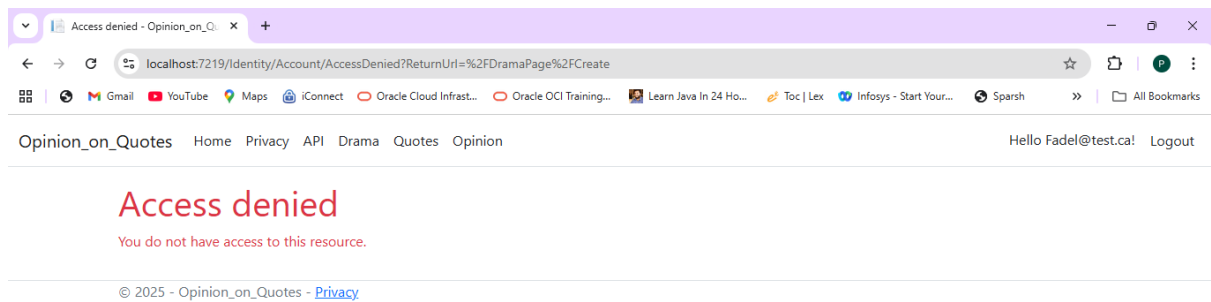 Access denied - Opinion_on_Qu
localhost:7219/Identity/Account/AccessDenied?ReturnUrl=%2FDramaPage%2FCreate
P
Gmail YouTube Maps iConnect Oracle Cloud Infrast... Oracle OCI Training... Learn Java In 24 Ho... Toc | Lex Infosys - Start Your... Sparsh » All Bookmarks
Opinion_on_Quotes Home Privacy API Drama Quotes Opinion Hello Fadel@test.ca! Logout
Access denied
You do not have access to this resource.
© 2025 - Opinion_on_Quotes - Privacy